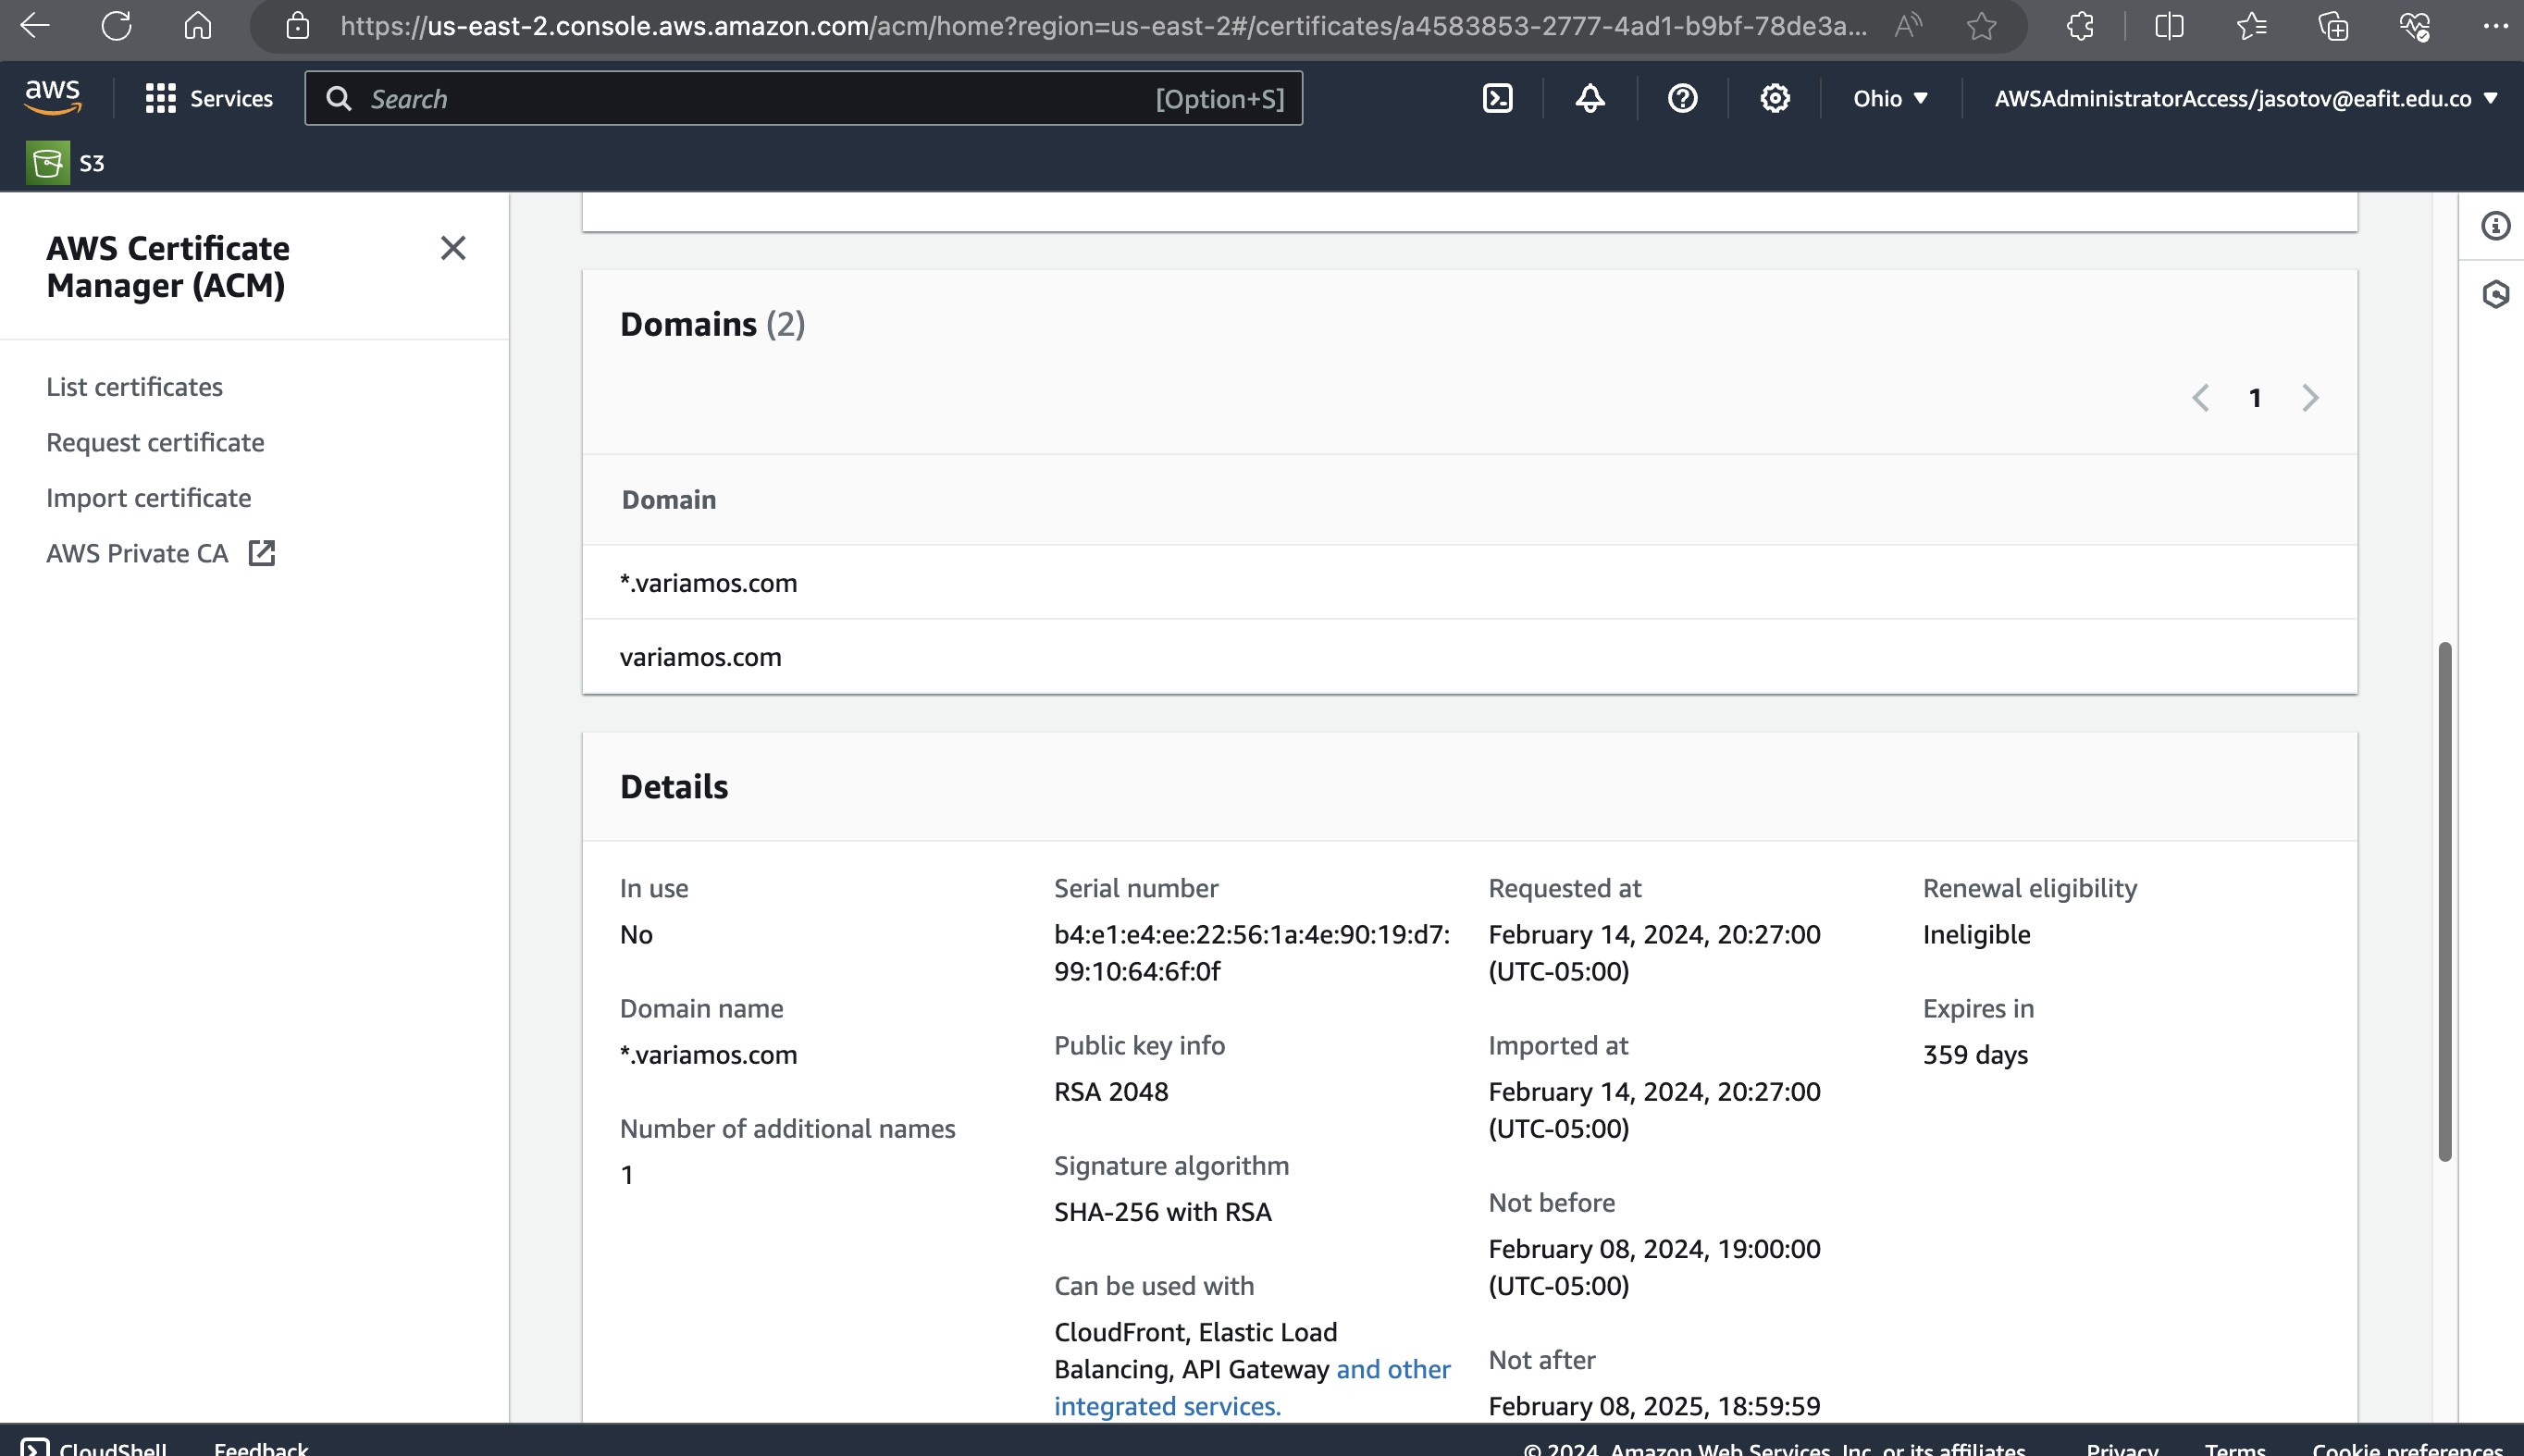 https://us-east-2.console.aws.amazon.com/acm/home?region=us-east-2#/certificates/a4583853-2777-4ad1-b9bf-78de3a...
aws
Services
Search
[Option+S]
Ohio
AWSAdministratorAccess/jasotov@eafit.edu.co
S3
AWS Certificate
Manager (ACM)
List certificates
Request certificate
Import certificate
AWS Private CA
Domains (2)
1
Domain
*.variamos.com
variamos.com
Details
In use
No
Domain name
*.variamos.com
Number of additional names
1
Serial number
b4:e1:e4:ee:22:56:1a:4e:90:19:d7:
99:10:64:6f:0f
Public key info
RSA 2048
Signature algorithm
SHA-256 with RSA
Can be used with
CloudFront, Elastic Load
Balancing, API Gateway and other
integrated services.
Requested at
February 14, 2024, 20:27:00
(UTC-05:00)
Imported at
February 14, 2024, 20:27:00
(UTC-05:00)
Not before
February 08, 2024, 19:00:00
(UTC-05:00)
Not after
February 08, 2025, 18:59:59
Renewal eligibility
Ineligible
Expires in
359 days
CloudShell
Feedback
© 2024, Amazon Web Services, Inc. or its affiliates.
Privacy
Terms
Cookie preferences